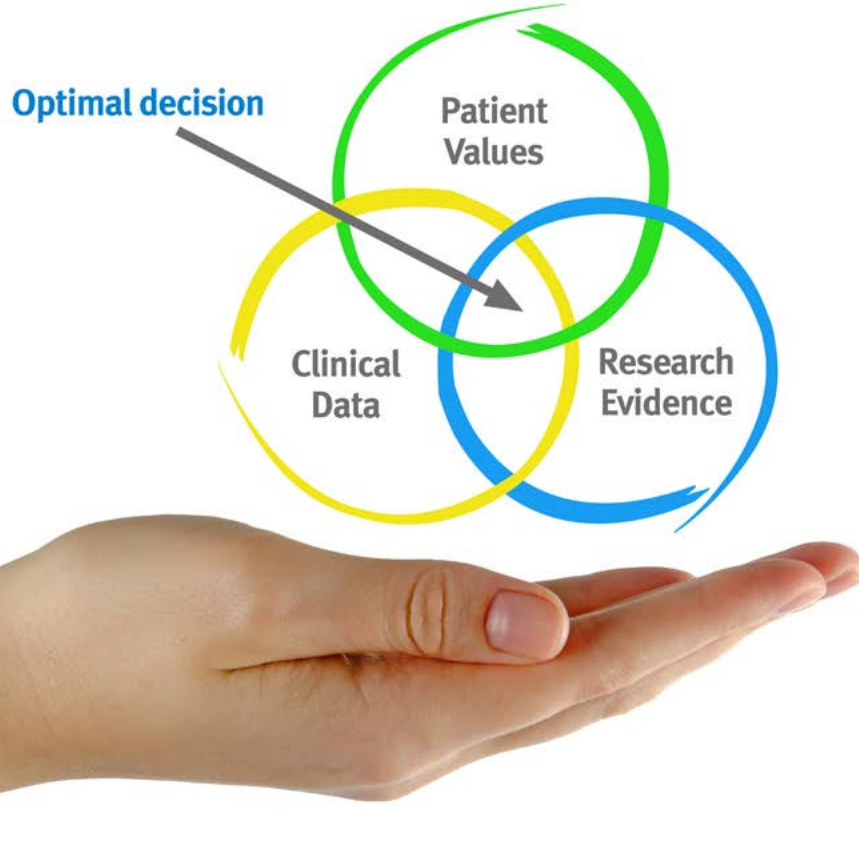 Optimal decision
Patient
Values
Clinical
Data
Research
Evidence